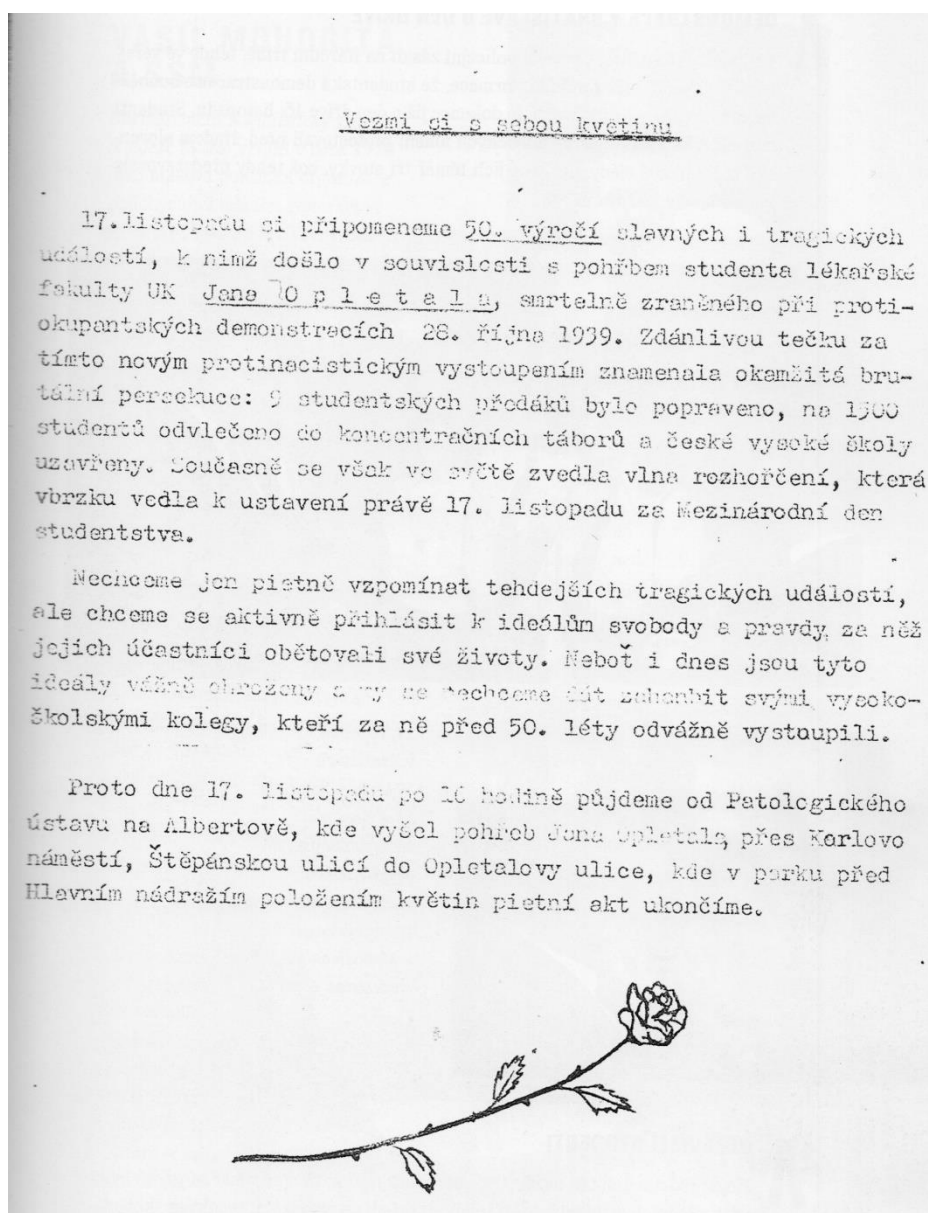 Vezmi si s sebou květinu
17.listopadu si připomeneme 50. výročí slavných i tragických
událostí, k nimž došlo v souvislosti s pohřbem studenta lékařské
fakulty UK Jana O p l e t a l a, smrtelně zraněného při proti-
okupantských demonstracích 28. října 1939. Zdánlivou tečku za
tímto novým protinacistickým vystoupením znamenala okamžitá bru-
tální persekuce: 9 studentských předáků bylo popraveno, na 1300
studentů odvlečeno do koncentračních táborů a české vysoké školy
uzavřeny. Současně se však ve světě zvedla vlna rozhořčení, která
vbrzku vedla k ustavení právě 17. listopadu za Mezinárodní den
studentstva.
Nechceme jen pietně vzpomínat tehdejších tragických událostí,
ale chceme se aktivně přihlásit k ideálům svobody a pravdy, za něž
jejich účastníci obětovali své životy. Neboť i dnes jsou tyto
ideály vážně ohroženy a my se nechceme dát zahanbit svými vysoko-
školskými kolegy, kteří za ně před 50. léty odvážně vystoupili.
Proto dne 17. listopadu po 16 hodině půjdeme od Patologického
ústavu na Albertově, kde vyšel pohřeb Jana Opletala, přes Karlovo
náměstí, Štěpánskou ulicí do Opletalovy ulice, kde v parku před
Hlavním nádražím položením květin pietní akt ukončíme.